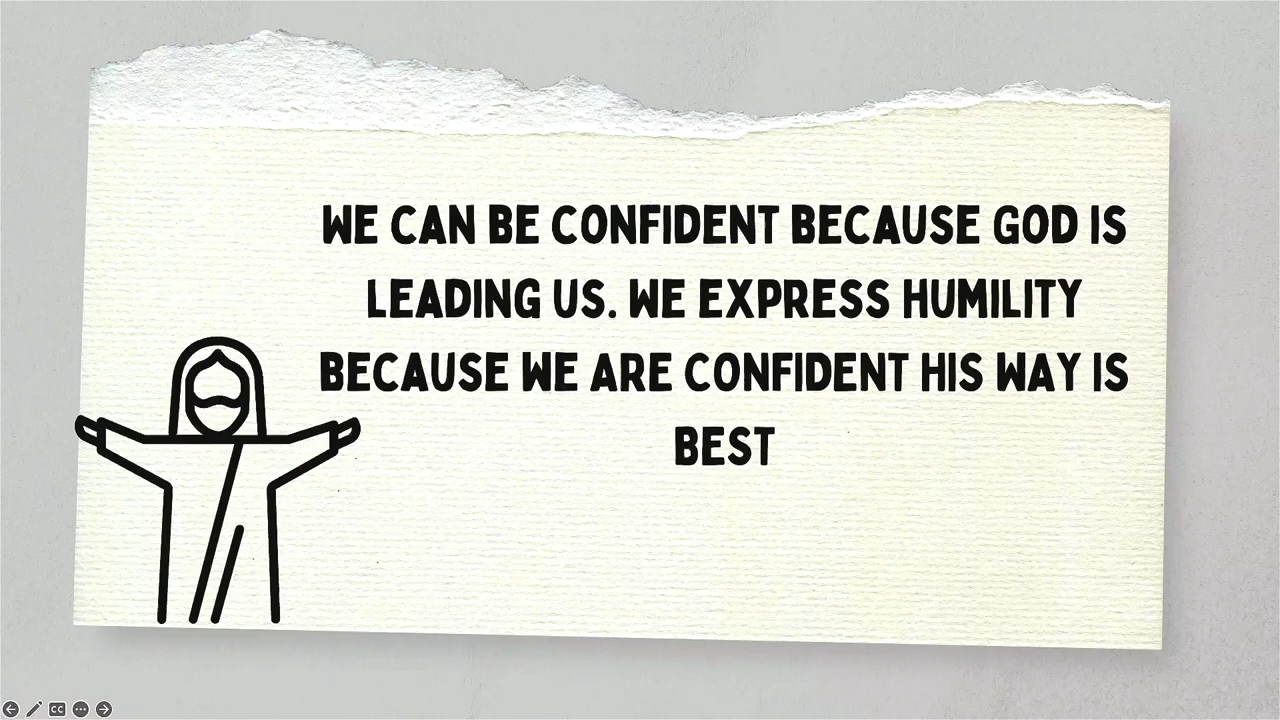 WE CAN BE CONFIDENT BECAUSE GOD IS
LEADING US. WE EXPRESS HUMILITY
BECAUSE WE ARE CONFIDENT HIS WAY IS
BEST
CC